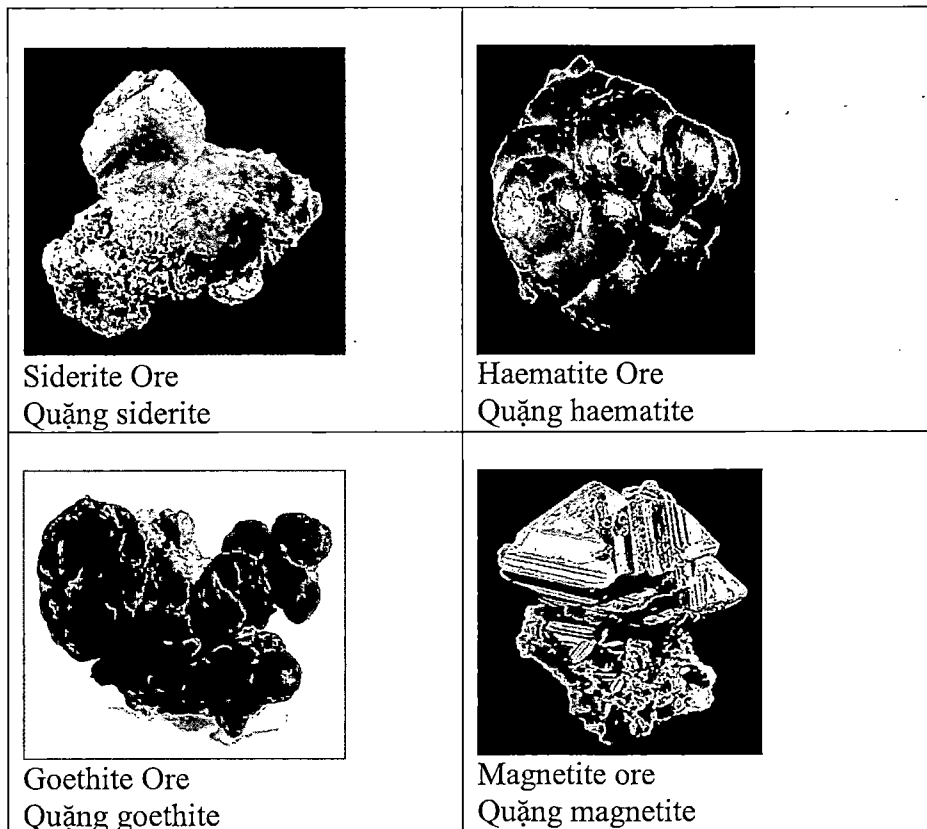 Siderite Ore
Quặng siderite
Haematite Ore
Quặng haematite
Goethite Ore
Quặng goethite
Magnetite ore
Quặng magnetite